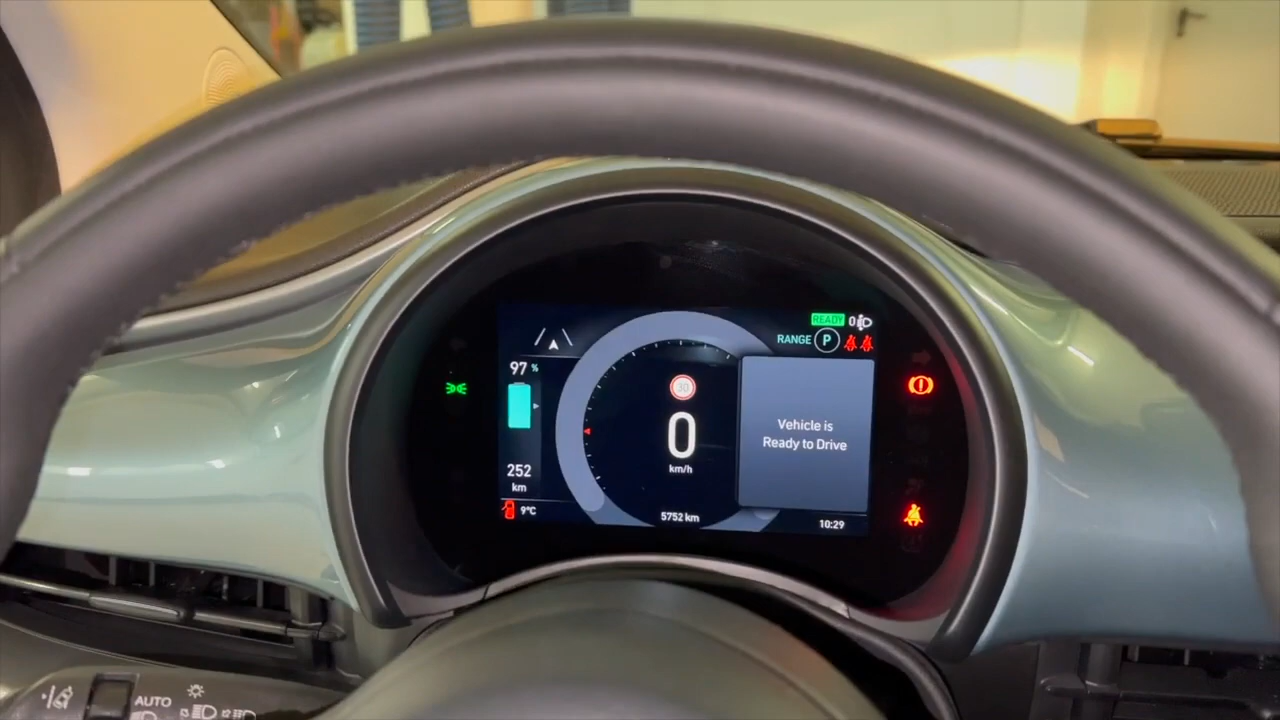 READY 0
RANGE P
97 %
30
0
km/h
Vehicle is
Ready to Drive
252
km
9°C
5752 km
10:29
AUTO